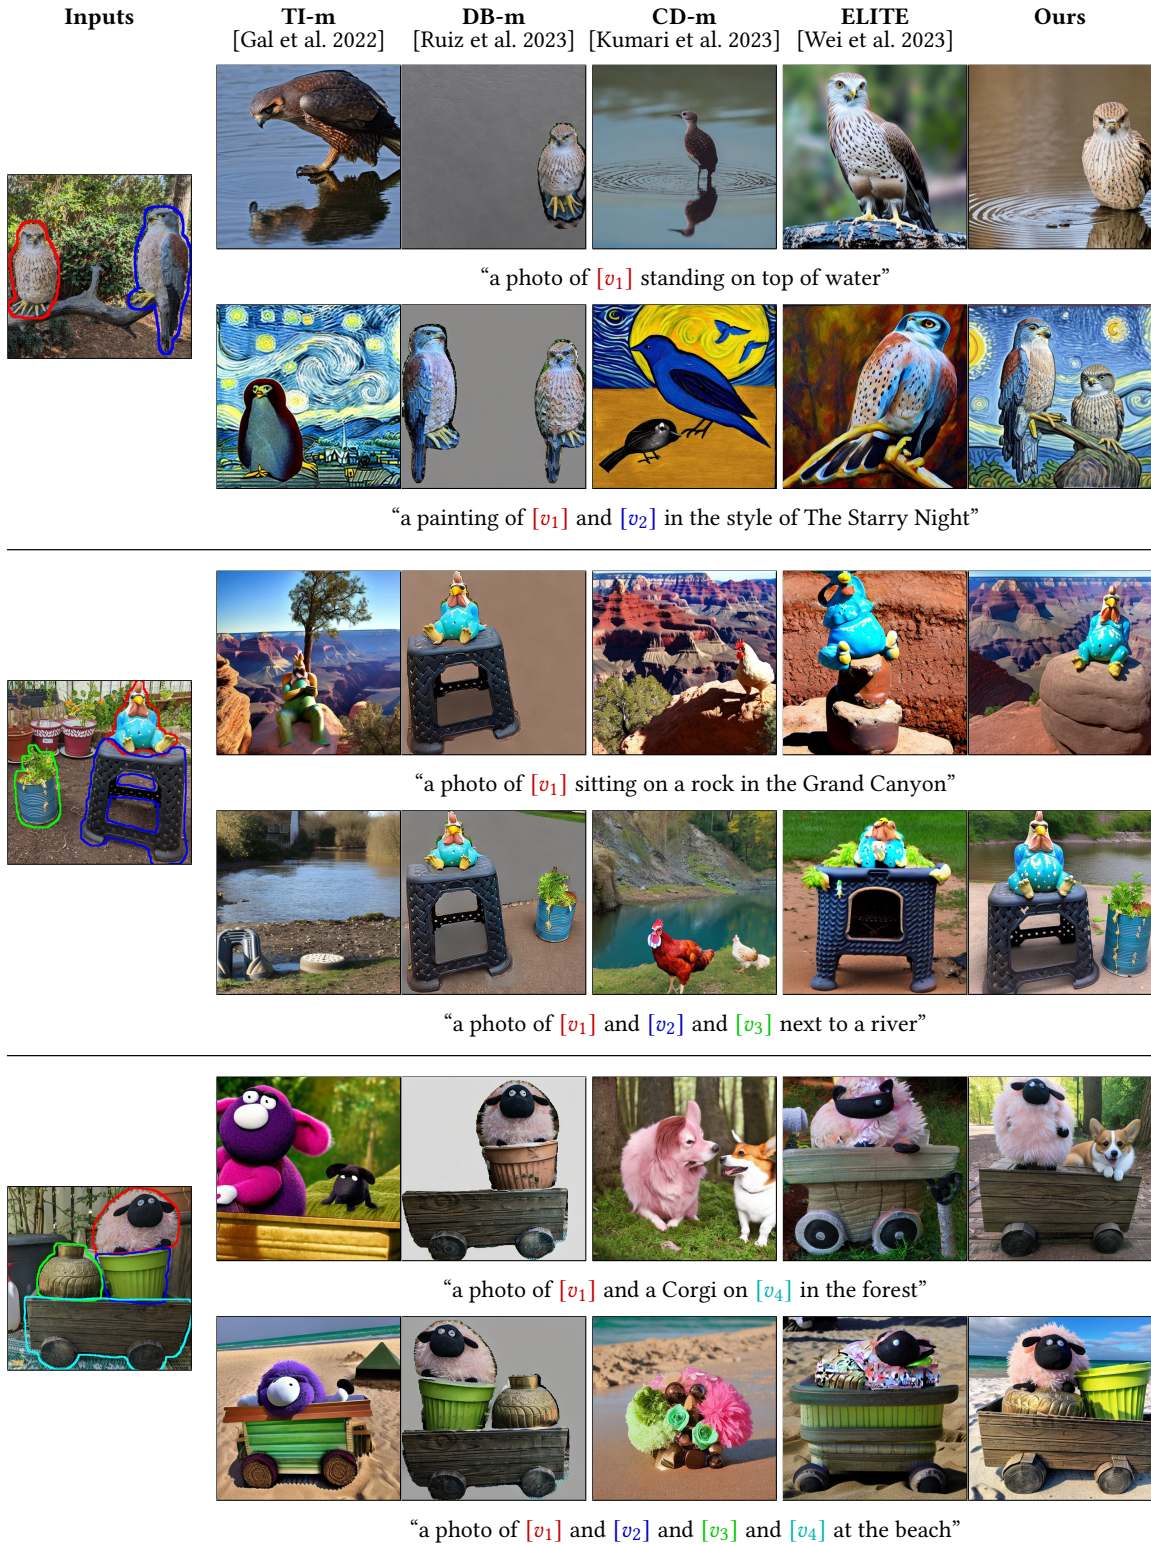 Inputs TI-m DB-m CD-m ELITE Ours
[Gal et al. 2022] [Ruiz et al. 2023] [Kumari et al. 2023] [Wei et al. 2023]
“a photo of [v₁] standing on top of water”
“a painting of [v₁] and [v₂] in the style of The Starry Night”
“a photo of [v₁] sitting on a rock in the Grand Canyon”
“a photo of [v₁] and [v₂] and [v₃] next to a river”
“a photo of [v₁] and a Corgi on [v₄] in the forest”
“a photo of [v₁] and [v₂] and [v₃] and [v₄] at the beach”